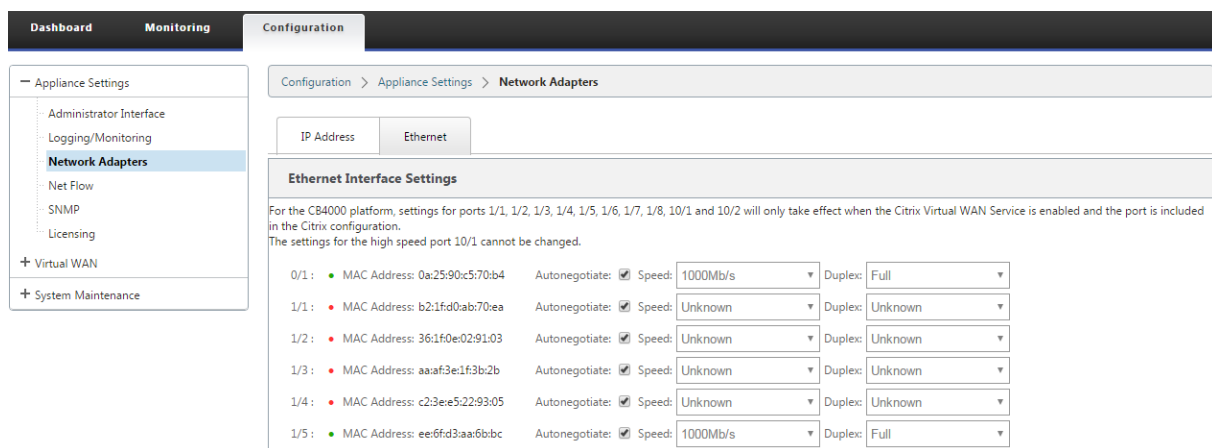 Dashboard Monitoring Configuration
Appliance Settings
Administrator Interface
Logging/Monitoring
Network Adapters
Net Flow
SNMP
Licensing
Virtual WAN
System Maintenance
Configuration > Appliance Settings > Network Adapters
IP Address Ethernet
Ethernet Interface Settings
For the CB4000 platform, settings for ports 1/1, 1/2, 1/3, 1/4, 1/5, 1/6, 1/7, 1/8, 10/1 and 10/2 will only take effect when the Citrix Virtual WAN Service is enabled and the port is included
in the Citrix configuration.
The settings for the high speed port 10/1 cannot be changed.
0/1 : MAC Address: 0a:25:90:c5:70:b4 Autonegotiate: Speed: 1000Mb/s Duplex: Full
1/1 : MAC Address: b2:1f:d0:ab:70:ea Autonegotiate: Speed: Unknown Duplex: Unknown
1/2 : MAC Address: 36:1f:0e:02:91:03 Autonegotiate: Speed: Unknown Duplex: Unknown
1/3 : MAC Address: aa:af:3e:1f:3b:2b Autonegotiate: Speed: Unknown Duplex: Unknown
1/4 : MAC Address: c2:3e:e5:22:93:05 Autonegotiate: Speed: Unknown Duplex: Unknown
1/5 : MAC Address: ee:6f:d3:aa:6b:bc Autonegotiate: Speed: 1000Mb/s Duplex: Full